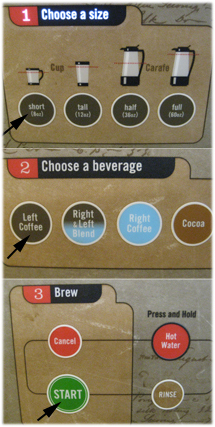 1 Choose a size
Cup Carafe
short
(8oz)
tall
(12oz)
half
(30oz)
full
(60oz)
2 Choose a beverage
Left
Coffee
Right
& Left
Blend
Right
Coffee
Cocoa
3 Brew
Press and Hold
Cancel
Hot
Water
START
RINSE